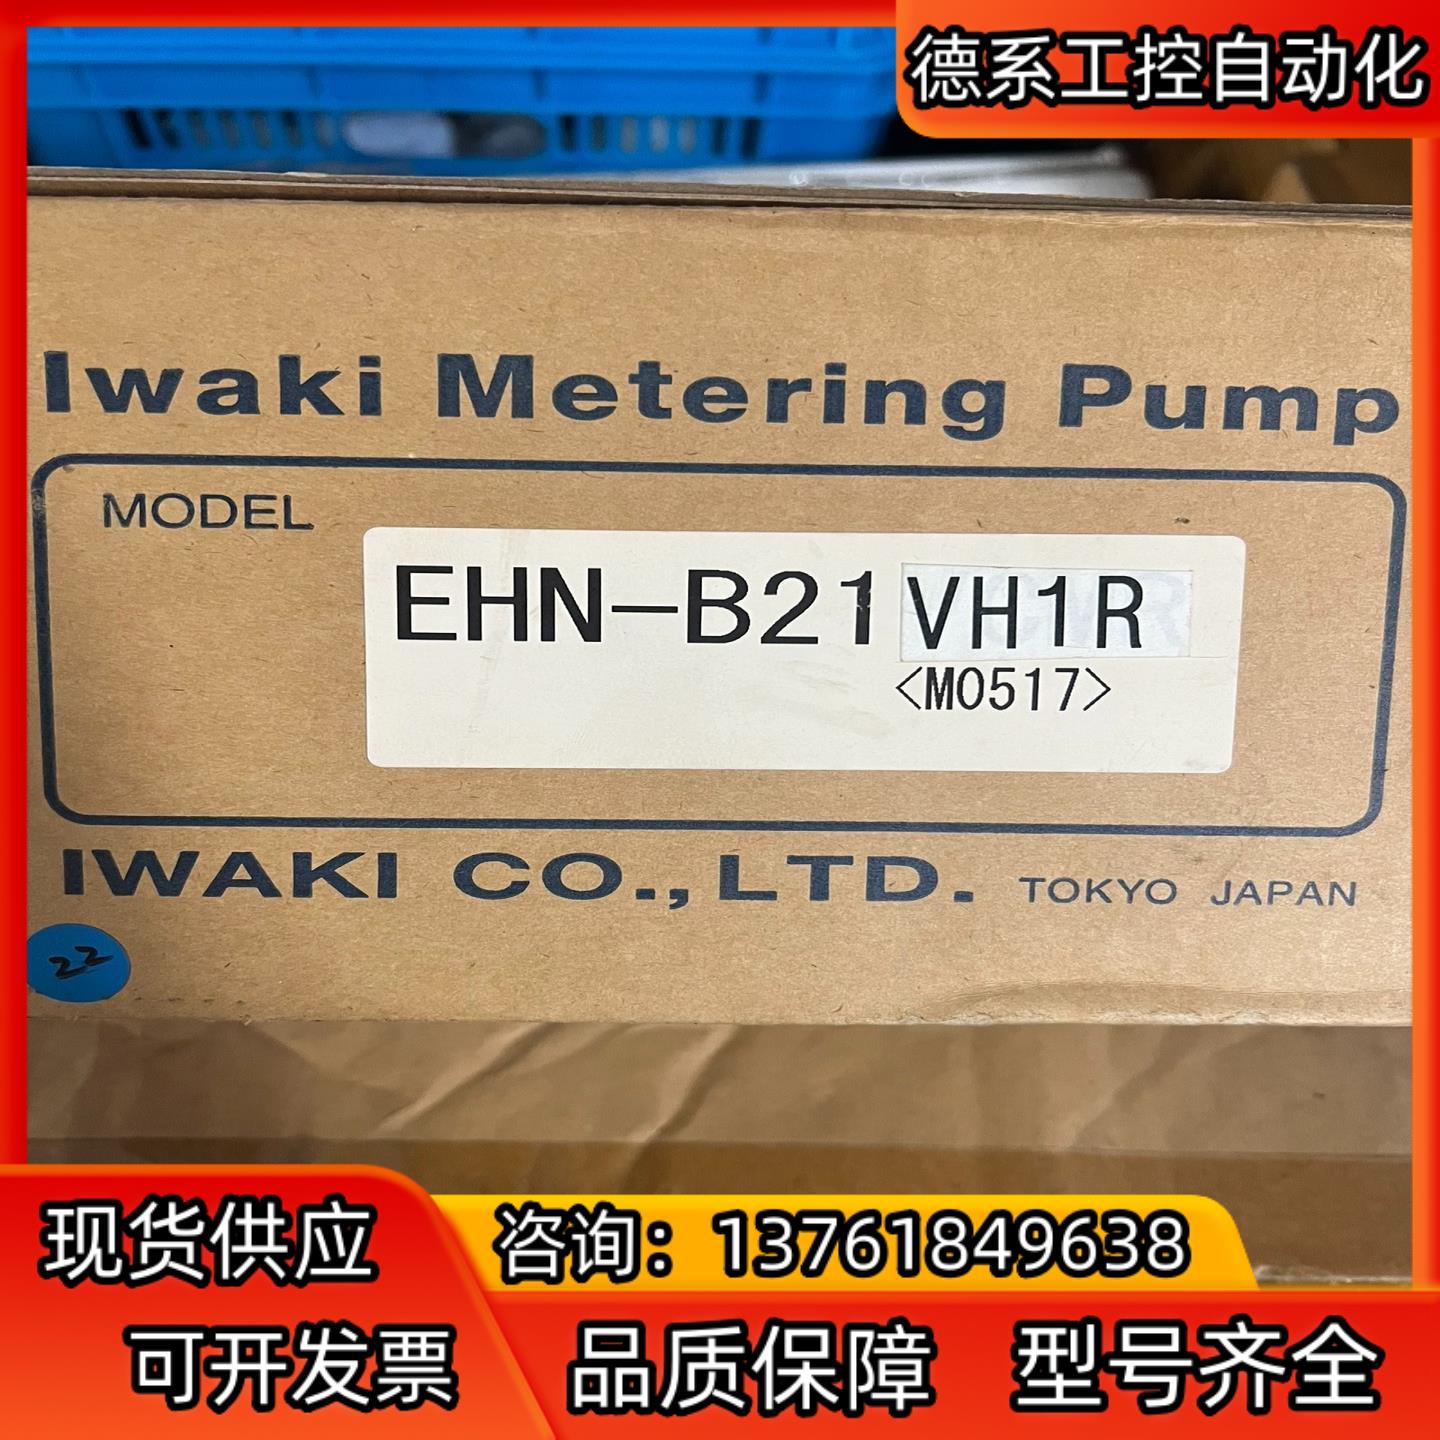 德系工控自动化
Iwaki Metering Pump
MODEL
EHN-B21VH1R
<M0517>
IWAKI CO.,LTD. TOKYO JAPAN
22
现货供应
咨询：13761849638
可开发票
品质保障 型号齐全